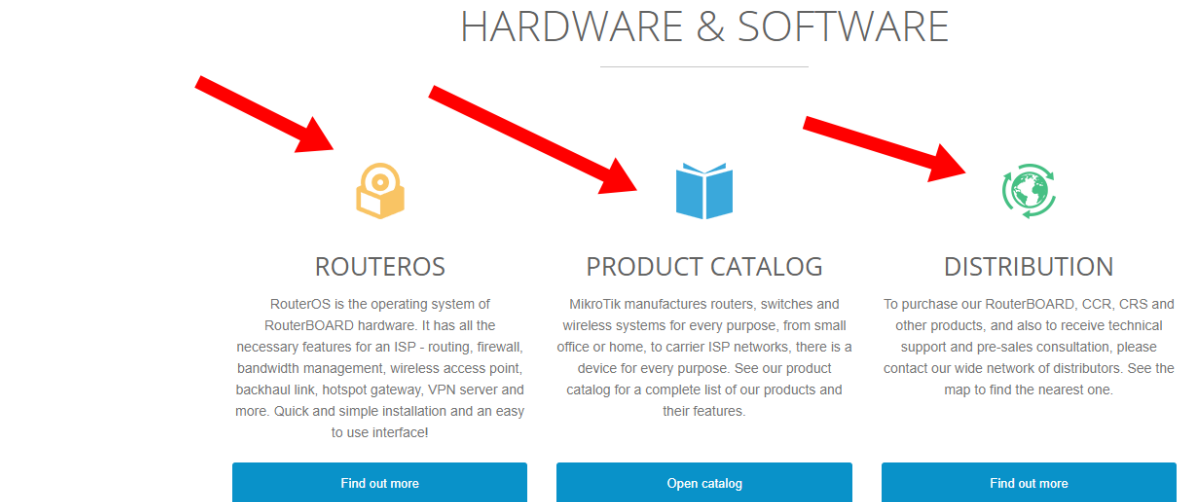 HARDWARE & SOFTWARE
ROUTEROS
RouterOS is the operating system of
RouterBOARD hardware. It has all the
necessary features for an ISP - routing, firewall,
bandwidth management, wireless access point,
backhaul link, hotspot gateway, VPN server and
more. Quick and simple installation and an easy
to use interface!
Find out more
PRODUCT CATALOG
MikroTik manufactures routers, switches and
wireless systems for every purpose, from small
office or home, to carrier ISP networks, there is a
device for every purpose. See our product
catalog for a complete list of our products and
their features.
Open catalog
DISTRIBUTION
To purchase our RouterBOARD, CCR, CRS and
other products, and also to receive technical
support and pre-sales consultation, please
contact our wide network of distributors. See the
map to find the nearest one.
Find out more